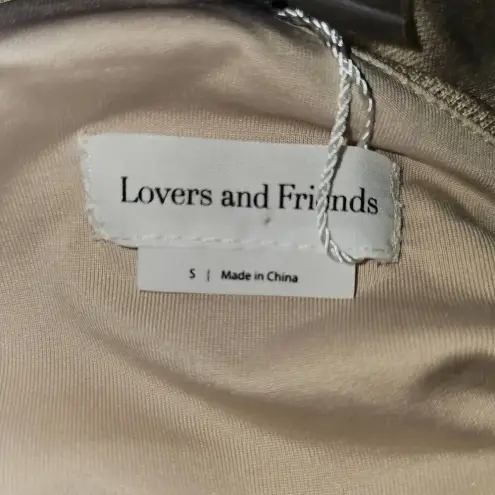 Lovers and Friends
S | Made in China